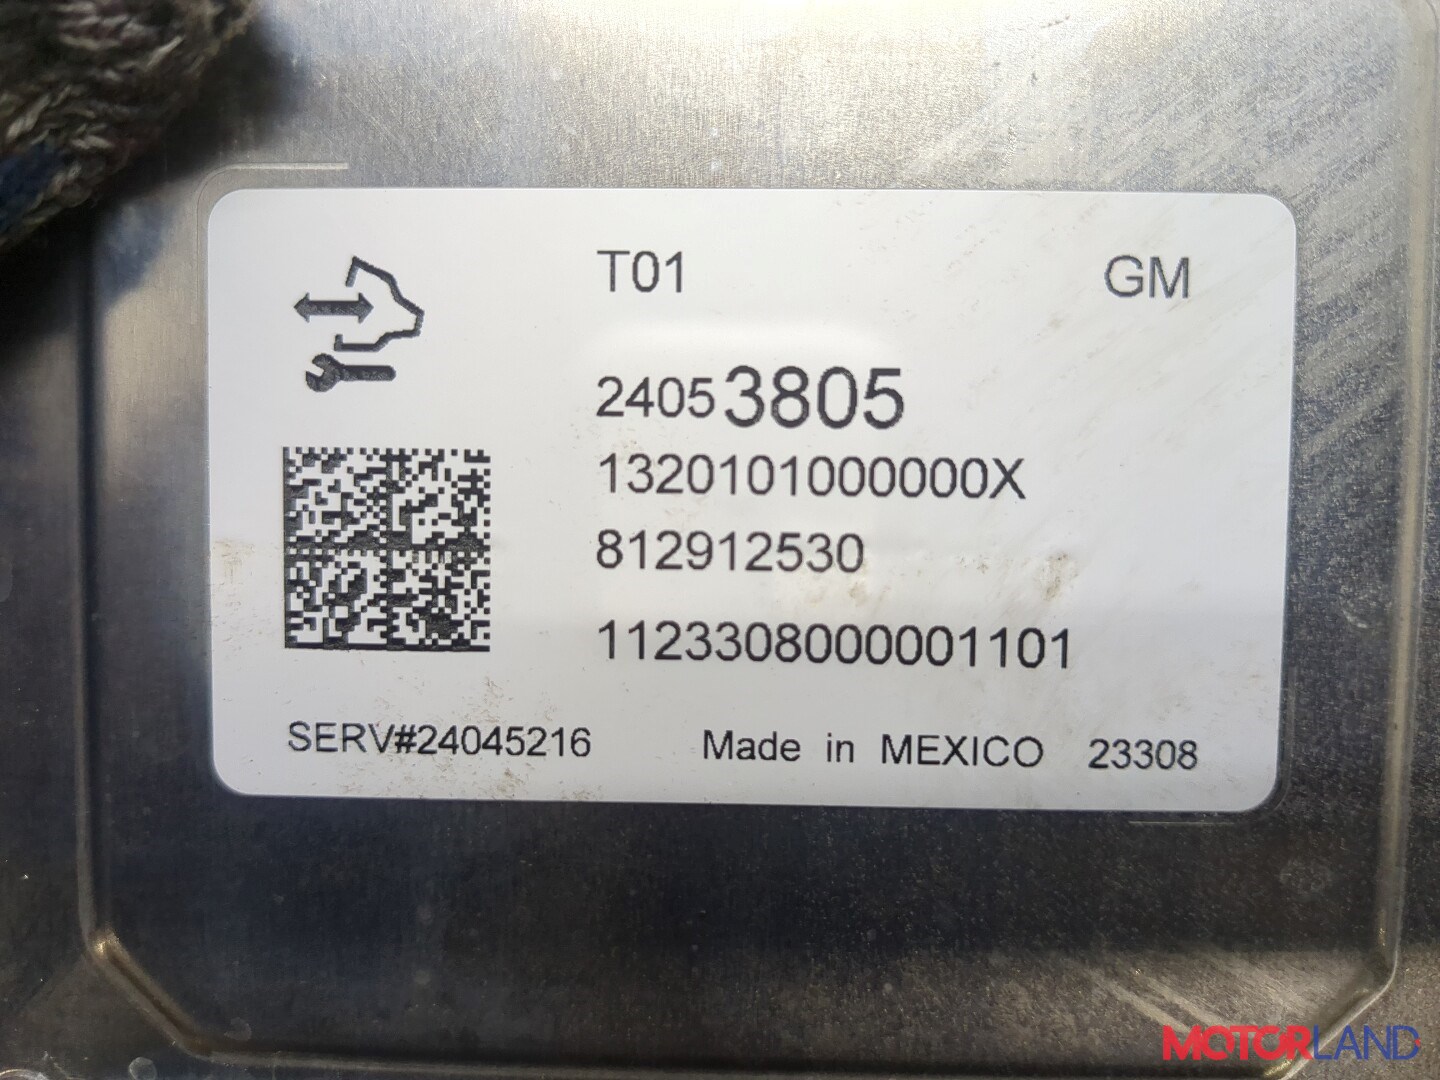 T01 GM
24053805
1320101000000X
812912530
1123308000001101
SERV#24045216 Made in MEXICO 23308
MOTORLAND